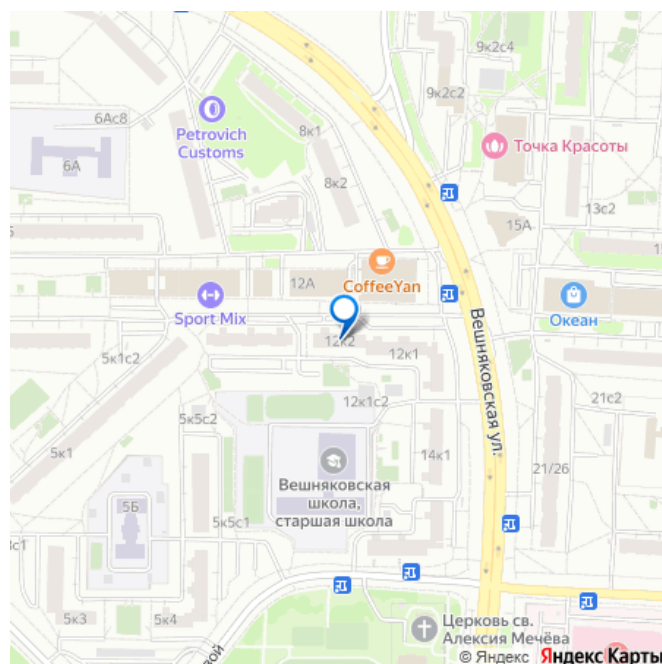 9к2с4
6Ас8
9к2с2
Petrovich
Customs
8к1
Точка Красоты
6А
8к2
13с2
15А
12А
CoffeeYan
Sport Mix
Океан
12к2
12к1
5к1с2
Вешняковская ул.
12к1с2
21с2
5к5с2
5к1
14к1
21/26
Вешняковская
школа,
старшая школа
5Б
5к5с1
5к3
5к4
Церковь св.
Алексия Мечёва
© Яндекс Яндекс Карты